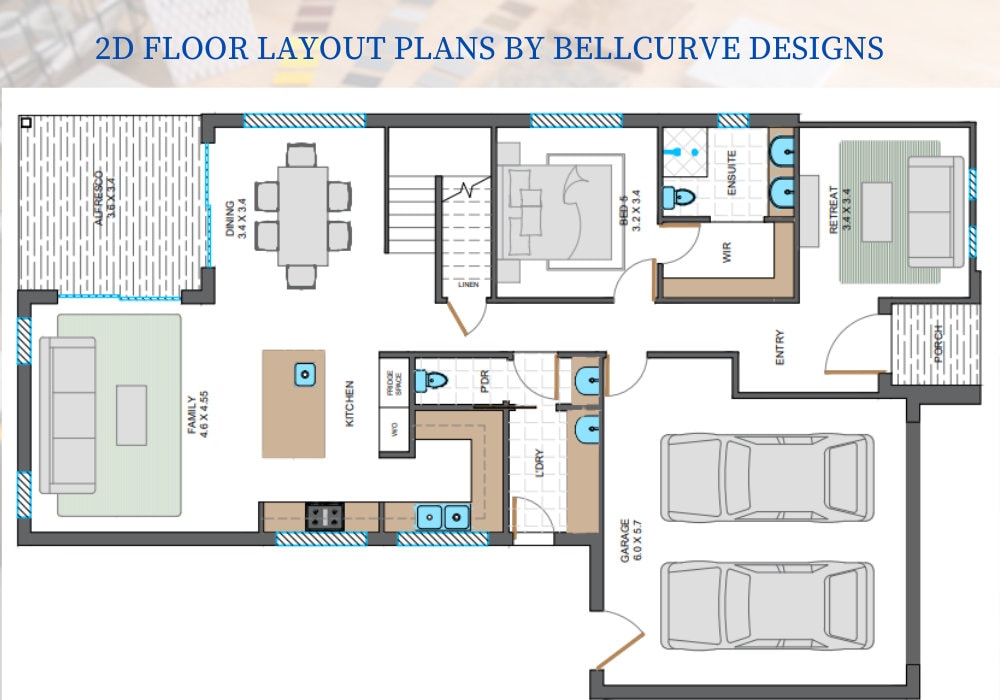 2D FLOOR LAYOUT PLANS BY BELLCURVE DESIGNS
ALFRESCO
3.6 X 3.4
DINING
3.4 X 3.4
LINEN
BED 5
3.2 X 3.4
ENSUITE
WIR
RETREAT
3.4 X 3.4
ENTRY
PORCH
FAMILY
4.6 X 4.55
KITCHEN
FRIDGE
SPACE
W/O
P'DR
L'DRY
GARAGE
6.0 X 5.7